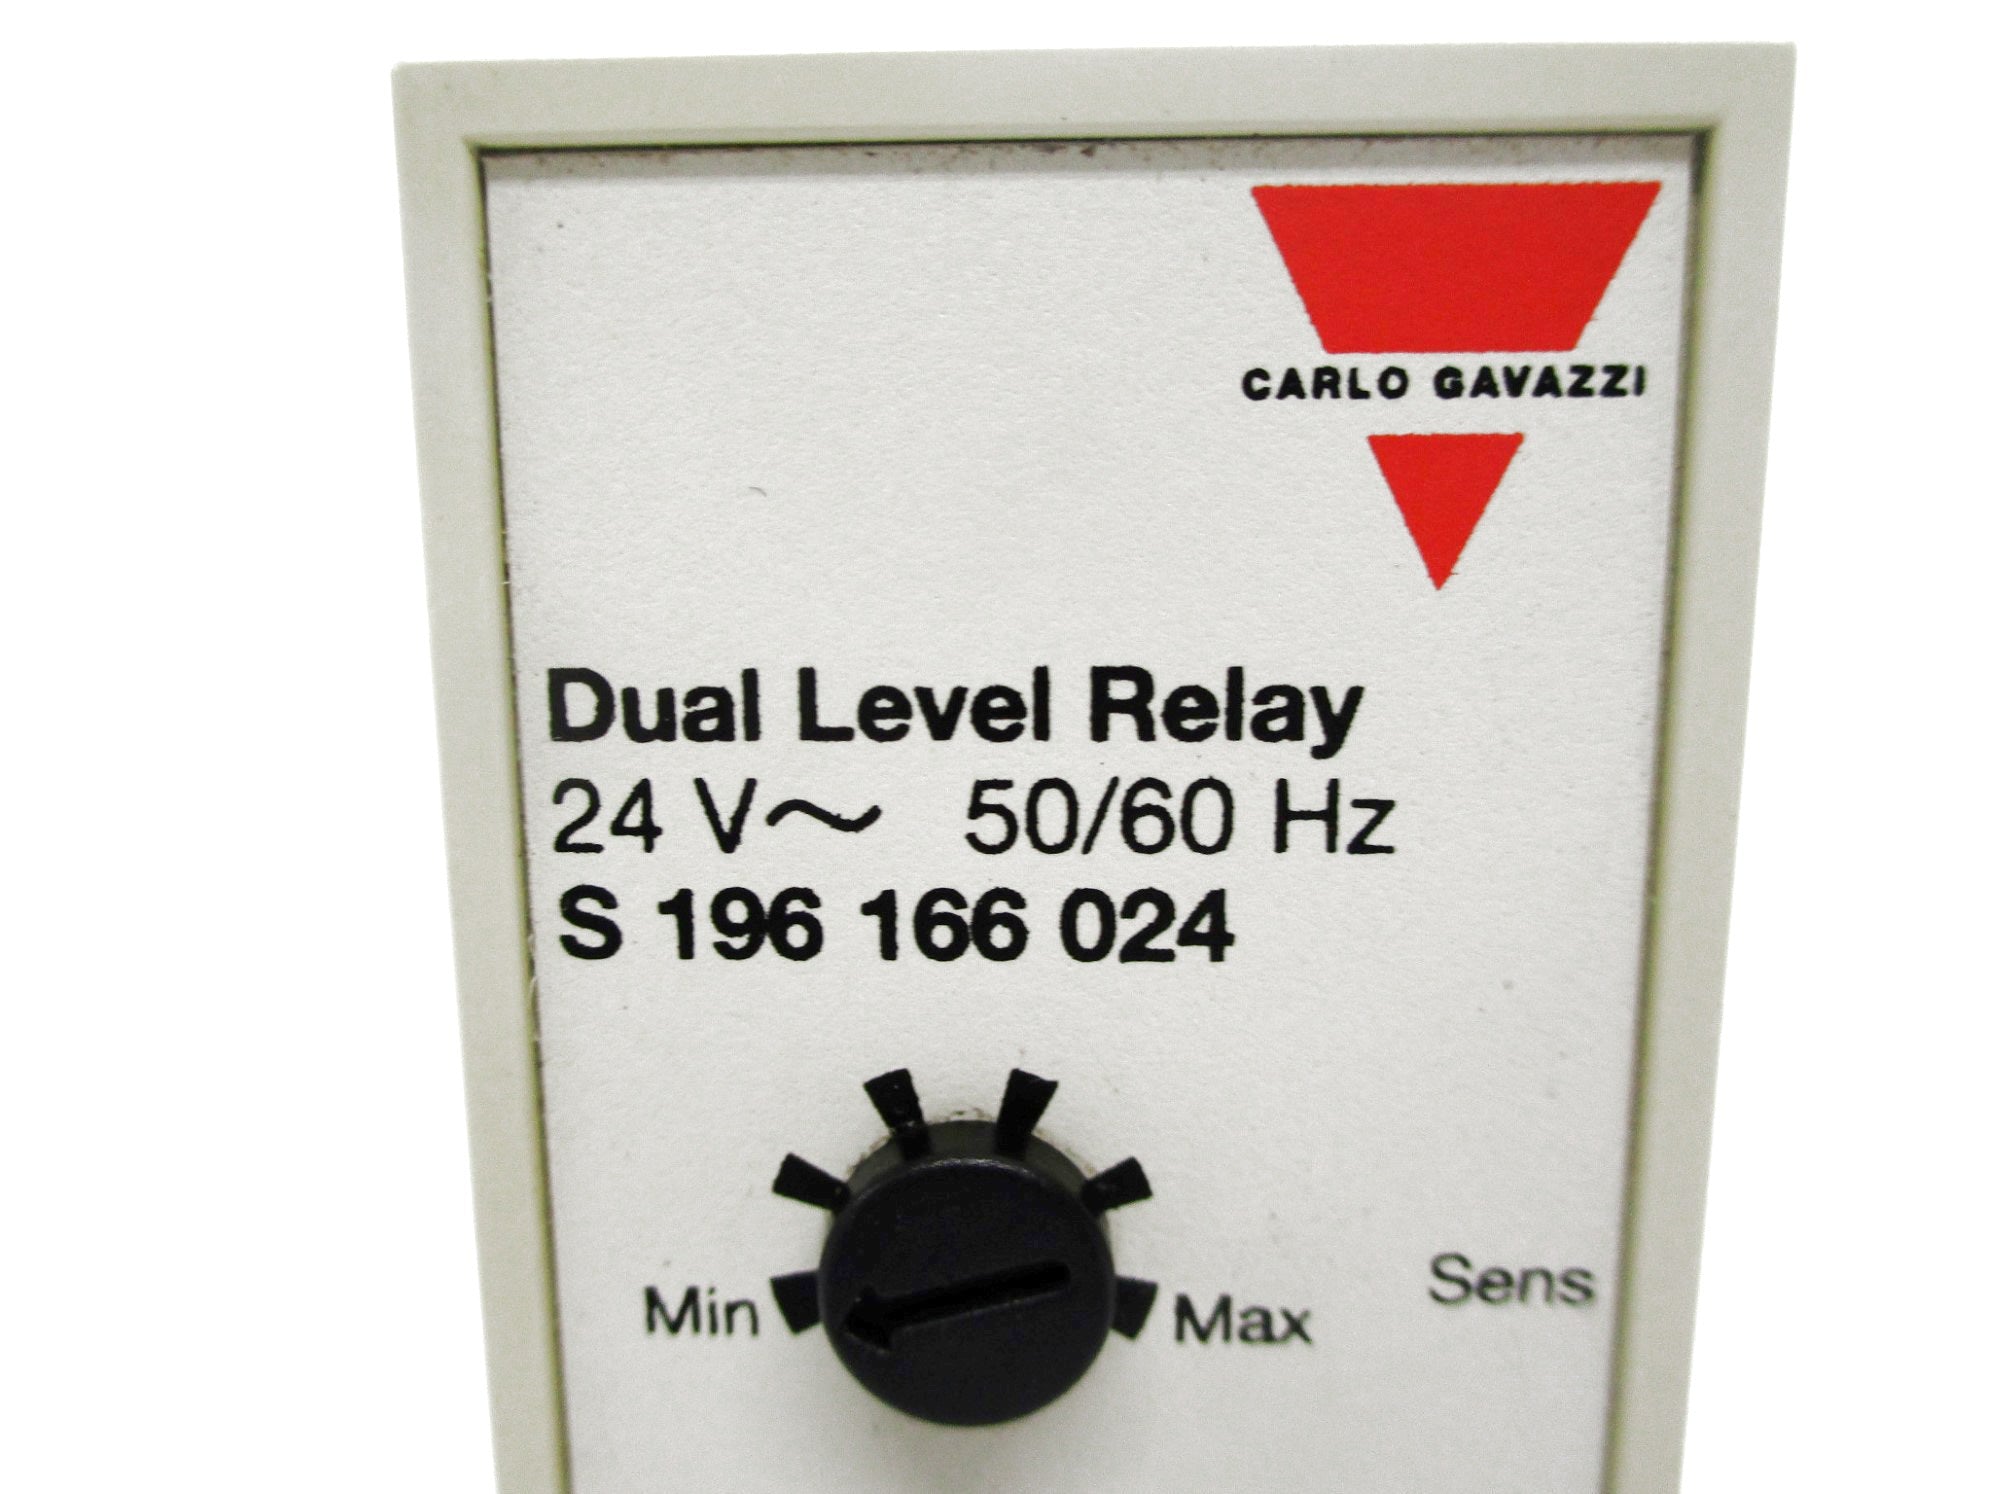 CARLO GAVAZZI
Dual Level Relay
24 V~ 50/60 Hz
S 196 166 024
Min Max Sens